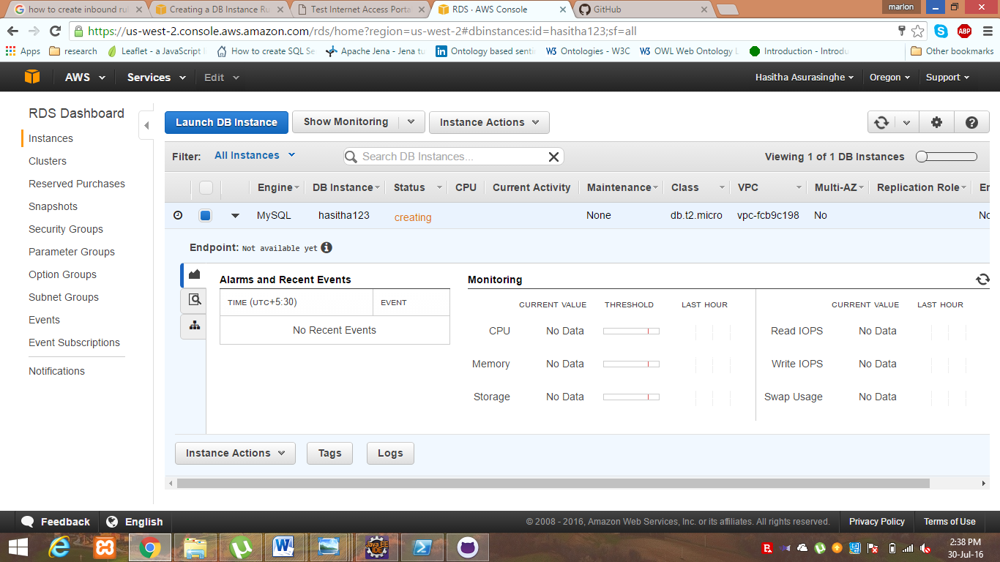 how to create inbound rul
Creating a DB Instance Ru
Test Internet Access Porta
RDS · AWS Console
GitHub
marlon
https://us-west-2.console.aws.amazon.com/rds/home?region=us-west-2#dbinstances:id=hasitha123;sf=all
ABP
Apps
research
Leaflet - a JavaScript
How to create SQL Se
Apache Jena - Jena tu
Ontology based senti
W3 Ontologies - W3C
W3 OWL Web Ontology
Introduction - Introdu
Other bookmarks
AWS
Services
Edit
Hasitha Asurasinghe
Oregon
Support
RDS Dashboard
Instances
Clusters
Reserved Purchases
Snapshots
Security Groups
Parameter Groups
Option Groups
Subnet Groups
Events
Event Subscriptions
Notifications
Launch DB Instance
Show Monitoring
Instance Actions
Filter: All Instances
Search DB Instances...
Viewing 1 of 1 DB Instances
Engine DB Instance Status CPU Current Activity Maintenance Class VPC Multi-AZ Replication Role En
MySQL hasitha123 creating None db.t2.micro vpc-fcb9c198 No No
Endpoint: Not available yet
Alarms and Recent Events
TIME (UTC+5:30) EVENT
No Recent Events
Monitoring
CURRENT VALUE THRESHOLD LAST HOUR CURRENT VALUE LAST HOUR
CPU No Data Read IOPS No Data
Memory No Data Write IOPS No Data
Storage No Data Swap Usage No Data
Instance Actions
Tags
Logs
Feedback
English
© 2008 - 2016, Amazon Web Services, Inc. or its affiliates. All rights reserved.
Privacy Policy
Terms of Use
Java EE
IDE
2:38 PM
30-Jul-16